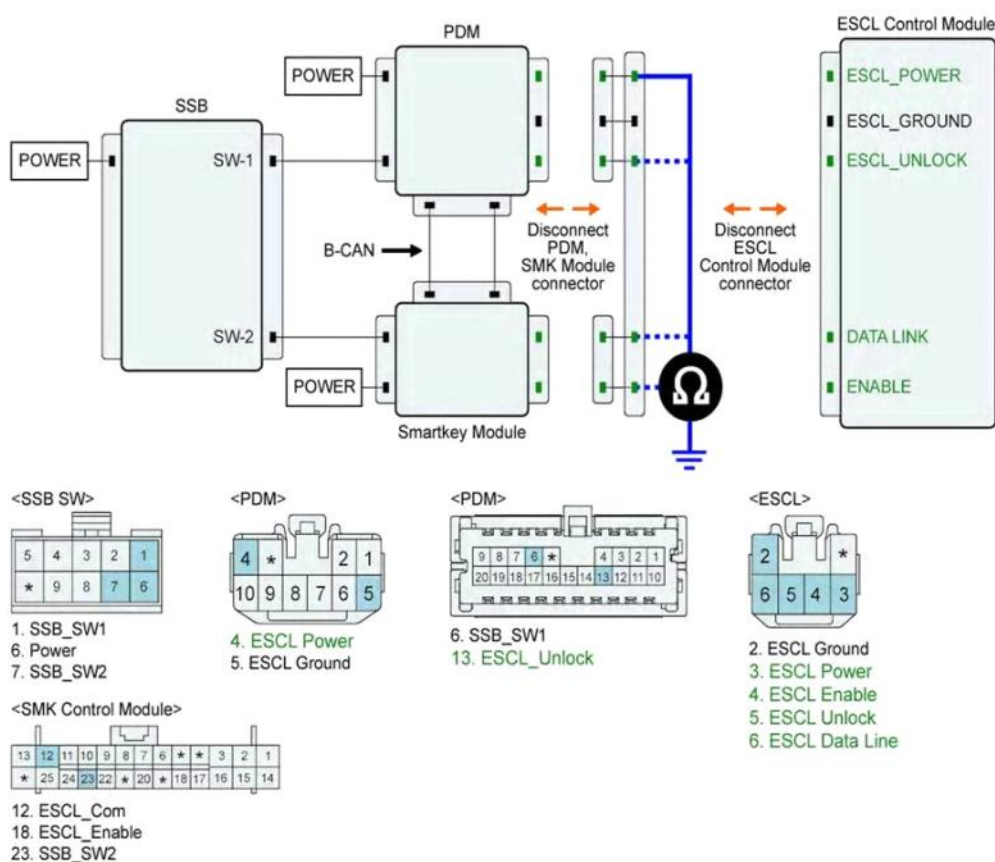 ESCL Control Module
PDM
POWER
ESCL_POWER
SSB
ESCL_GROUND
POWER
SW-1
ESCL_UNLOCK
B-CAN
Disconnect
PDM,
SMK Module
connector
Disconnect
ESCL
Control Module
connector
SW-2
DATA LINK
POWER
Ω
ENABLE
Smartkey Module
<SSB SW>
5 4 3 2 1
* 9 8 7 6
1. SSB_SW1
6. Power
7. SSB_SW2
<PDM>
4 * 2 1
10 9 8 7 6 5
4. ESCL Power
5. ESCL Ground
<PDM>
9 8 7 6 * 4 3 2 1
20 19 18 17 16 15 14 13 12 11 10
6. SSB_SW1
13. ESCL_Unlock
<ESCL>
2 *
6 5 4 3
2. ESCL Ground
3. ESCL Power
4. ESCL Enable
5. ESCL Unlock
6. ESCL Data Line
<SMK Control Module>
13 12 11 10 9 8 7 6 * * 3 2 1
* 25 24 23 22 * 20 * 18 17 16 15 14
12. ESCL_Com
18. ESCL_Enable
23. SSB_SW2